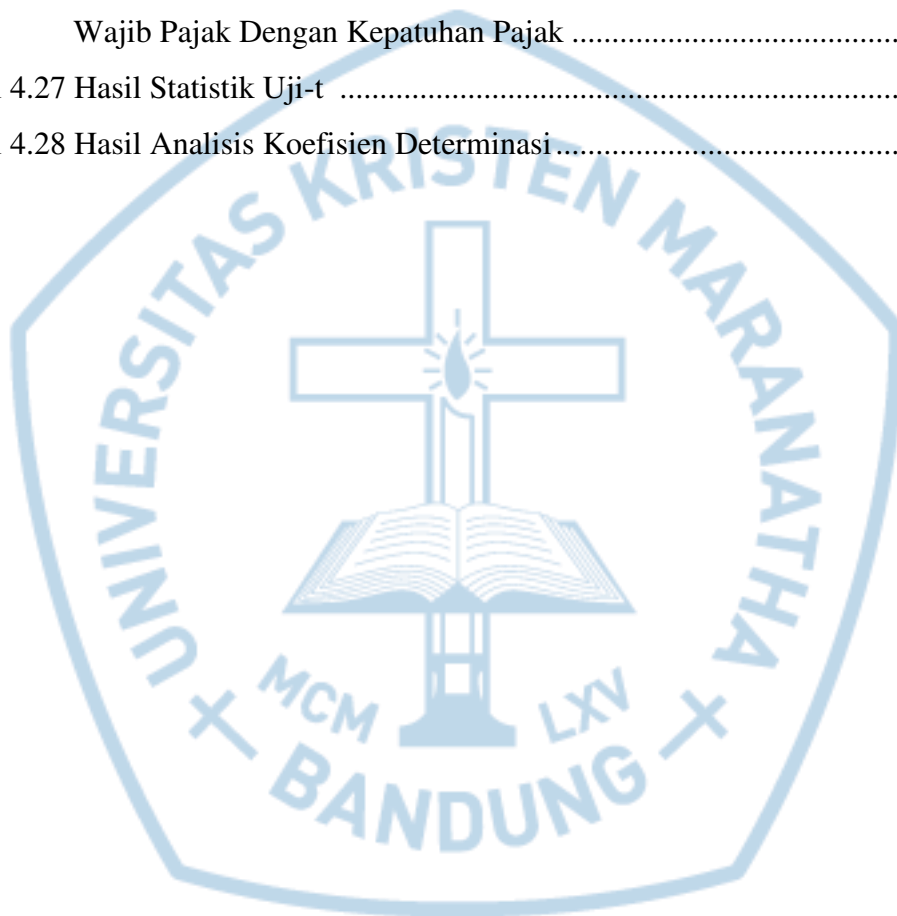 Wajib Pajak Dengan Kepatuhan Pajak ........................................
4.27 Hasil Statistik Uji-t .....................................................................
4.28 Hasil Analisis Koefisien Determinasi ..........................................
UNIVERSITAS KRISTEN MARANATHA
MCM LXV
BANDUNG